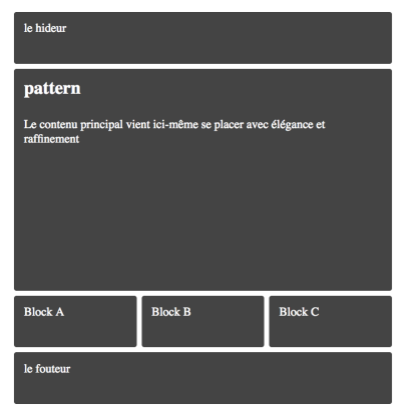 le hideur
pattern
Le contenu principal vient ici-même se placer avec élégance et
raffinement
Block A
Block B
Block C
le fouteur